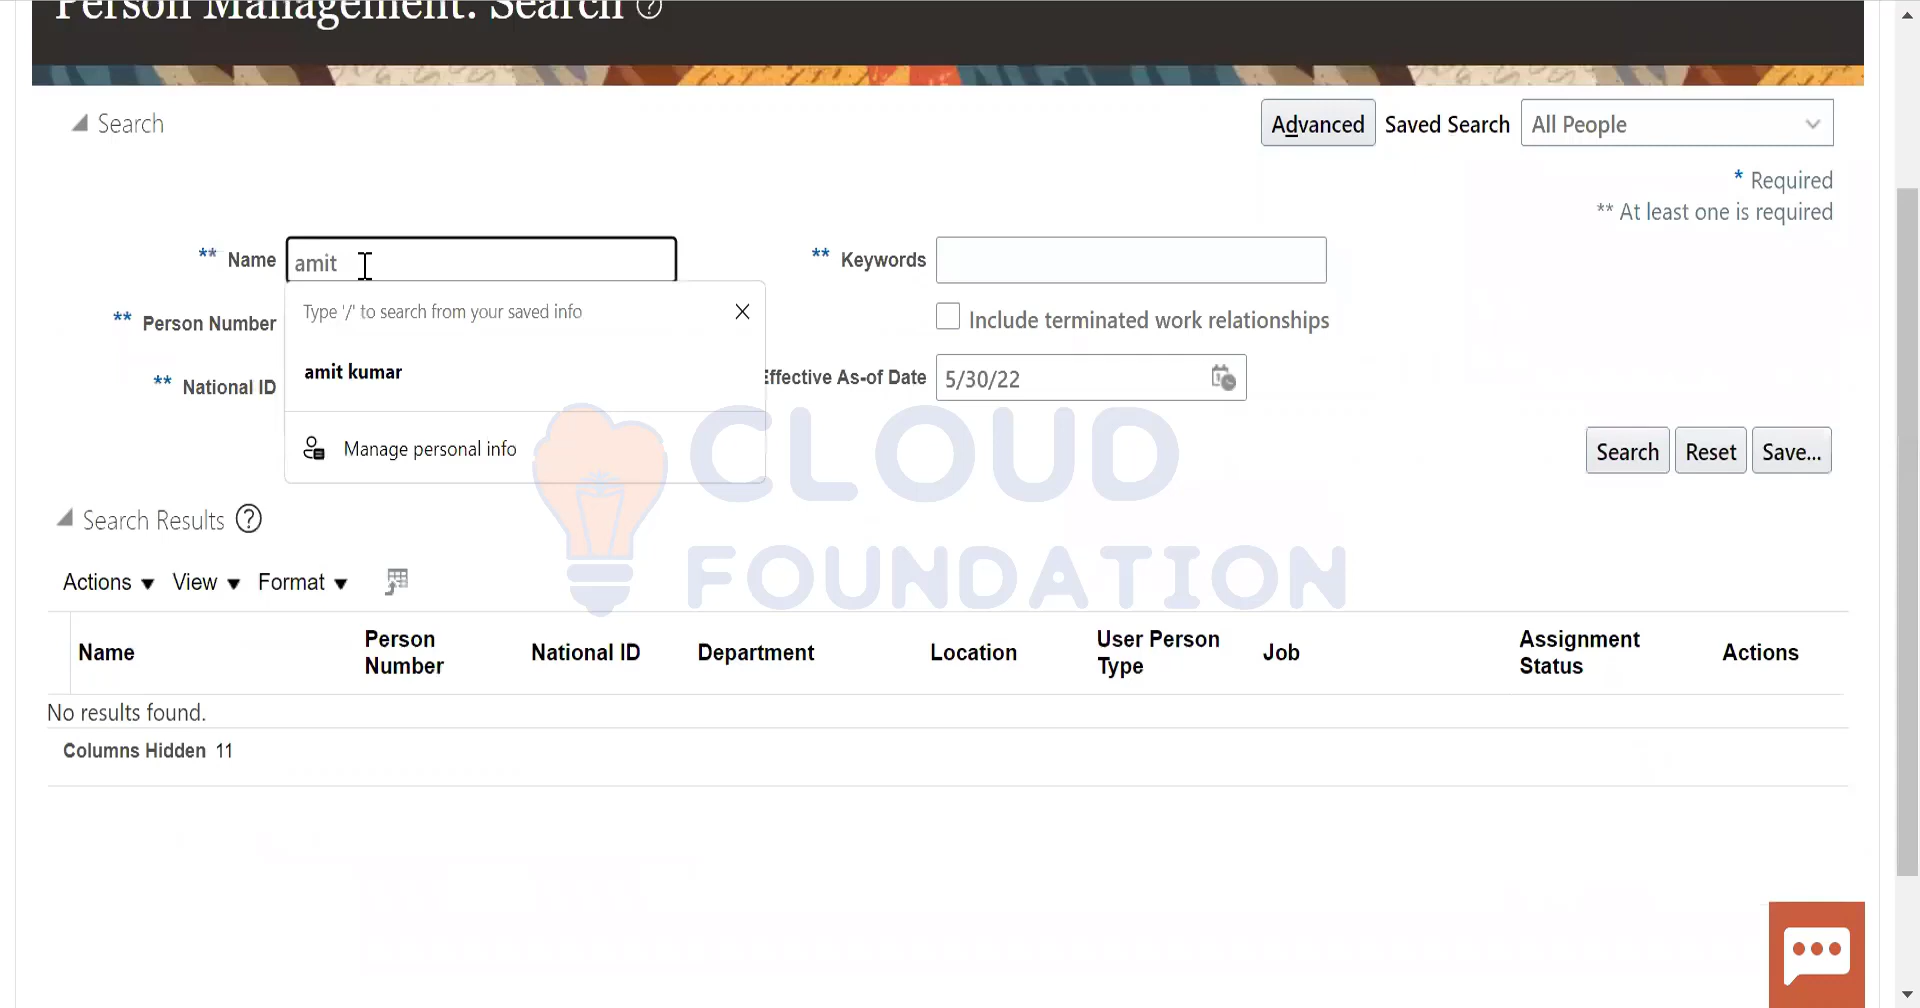 Person Management: Search ?
Search
Advanced Saved Search All People
* Required
** At least one is required
** Name amit
** Keywords
Type '/' to search from your saved info
** Person Number
Include terminated work relationships
amit kumar
** National ID
Effective As-of Date 5/30/22
Manage personal info
Search Reset Save...
CLOUD
FOUNDATION
Search Results ?
Actions View Format
Name Person Number National ID Department Location User Person Type Job Assignment Status Actions
No results found.
Columns Hidden 11